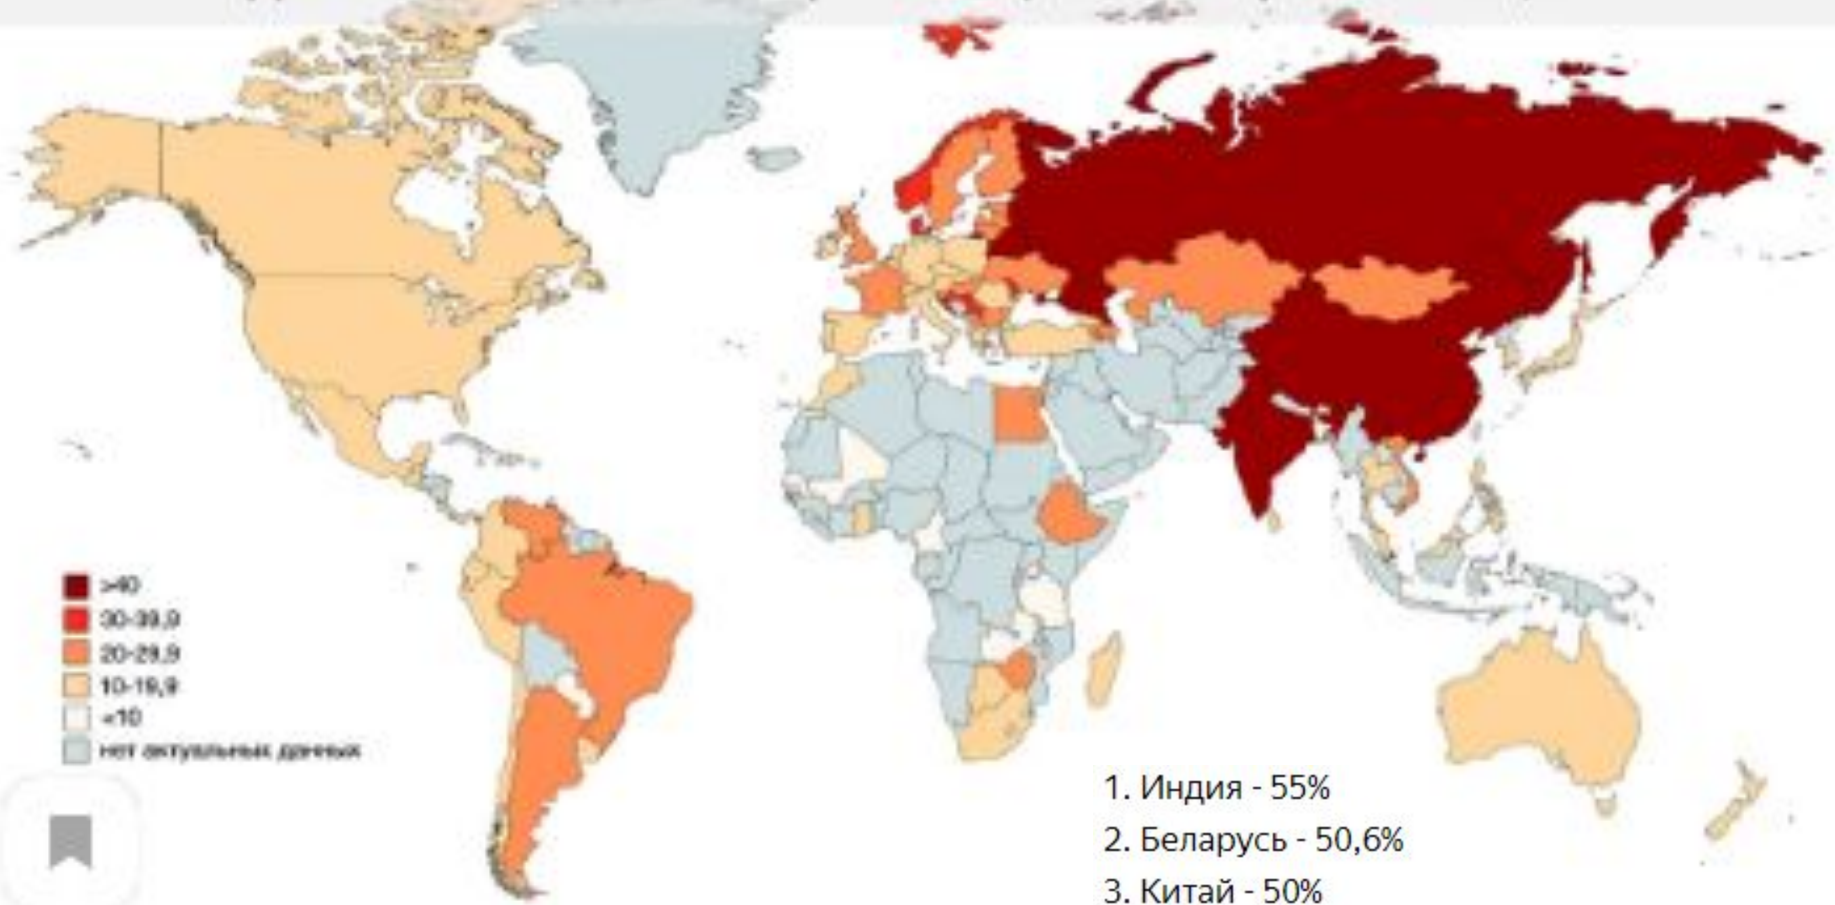 >40
30-39,9
20-29,9
10-19,9
<10
нет актуальных данных
1. Индия - 55%
2. Беларусь - 50,6%
3. Китай - 50%